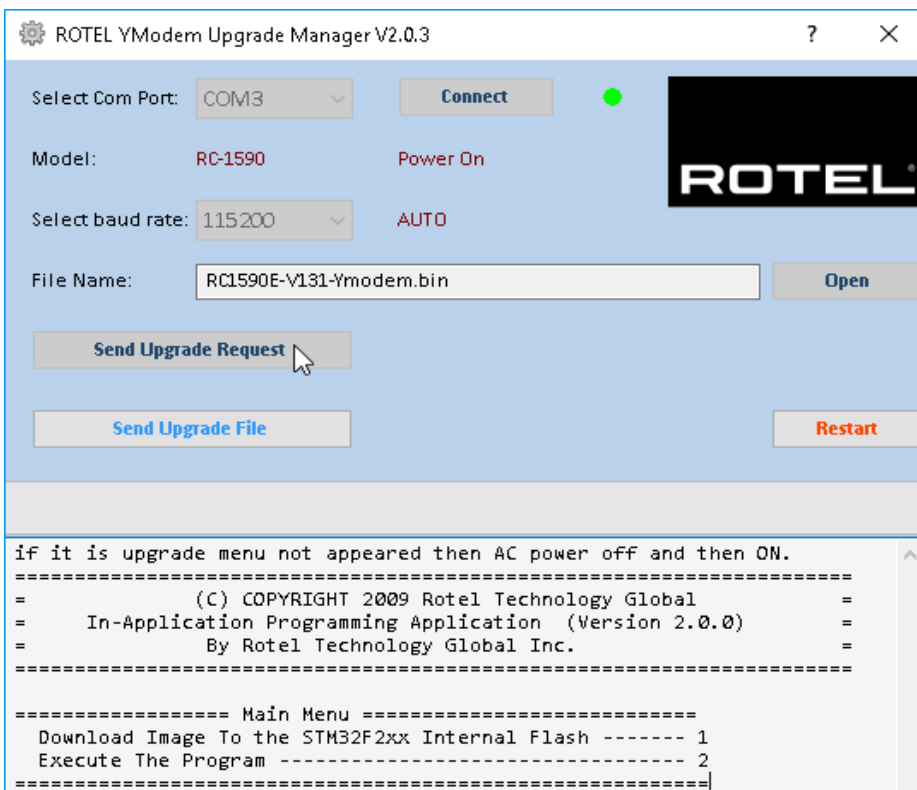 ROTEL YModem Upgrade Manager V2.0.3 ?
Select Com Port: COM3 Connect
ROTEL
Model: RC-1590 Power On
Select baud rate: 115200 AUTO
File Name: RC1590E-V131-Ymodem.bin Open
Send Upgrade Request
Send Upgrade File Restart
if it is upgrade menu not appeared then AC power off and then ON.
======================================================================
= (C) COPYRIGHT 2009 Rotel Technology Global =
= In-Application Programming Application (Version 2.0.0) =
= By Rotel Technology Global Inc. =
======================================================================
================== Main Menu ============================
Download Image To the STM32F2xx Internal Flash ------- 1
Execute The Program ---------------------------------- 2
==========================================================